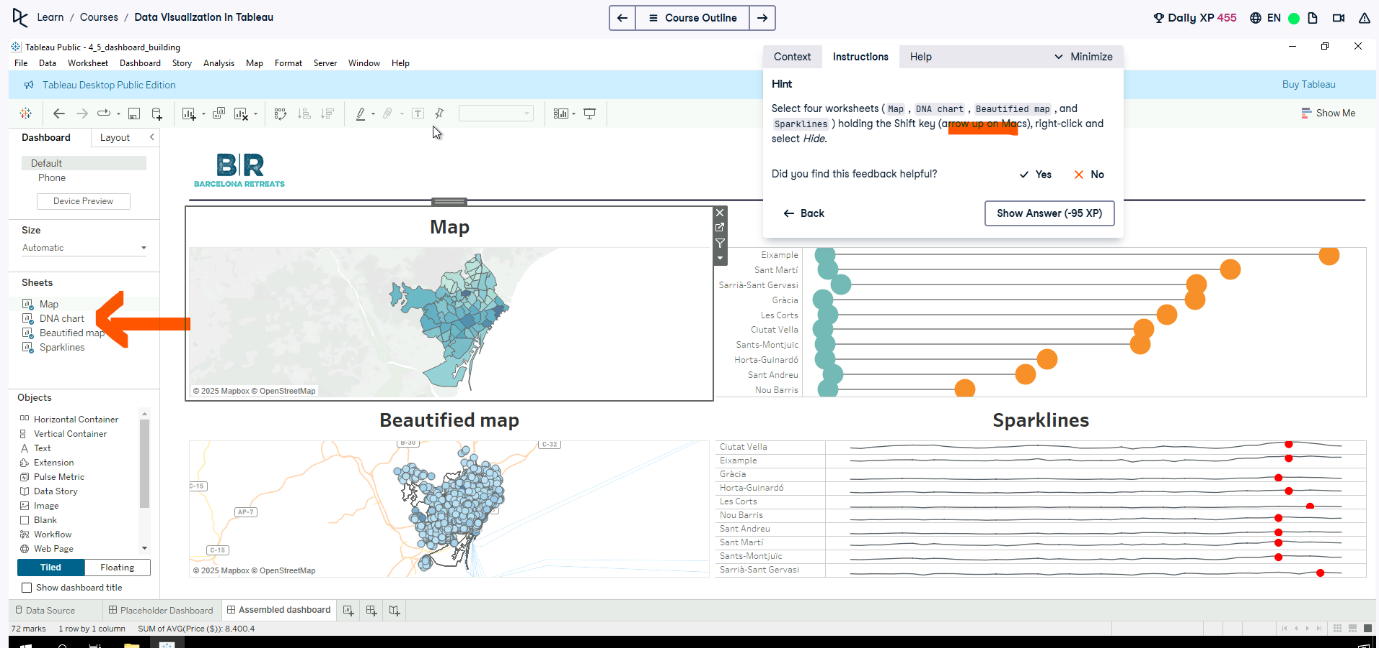 Learn / Courses / Data Visualization in Tableau
Course Outline
Daily XP 455
EN
Tableau Public - 4_5_dashboard_building
File Data Worksheet Dashboard Story Analysis Map Format Server Window Help
Tableau Desktop Public Edition
Buy Tableau
Show Me
Context Instructions Help Minimize
Hint
Select four worksheets ( Map , DNA chart , Beautified map , and
Sparklines ) holding the Shift key (arrow up on Macs), right-click and
select Hide.
Did you find this feedback helpful? Yes No
Back
Show Answer (-95 XP)
Dashboard Layout
Default
Phone
Device Preview
Size
Automatic
Sheets
Map
DNA chart
Beautified map
Sparklines
Objects
Horizontal Container
Vertical Container
Text
Extension
Pulse Metric
Data Story
Image
Blank
Workflow
Web Page
Tiled Floating
Show dashboard title
B|R
BARCELONA RETREATS
Map
© 2025 Mapbox © OpenStreetMap
Eixample
Sant Martí
Sarrià-Sant Gervasi
Gràcia
Les Corts
Ciutat Vella
Sants-Montjuïc
Horta-Guinardó
Sant Andreu
Nou Barris
Beautified map
B-30
C-32
C-15
AP-7
C-15
© 2025 Mapbox © OpenStreetMap
Sparklines
Ciutat Vella
Eixample
Gràcia
Horta-Guinardó
Les Corts
Nou Barris
Sant Andreu
Sant Martí
Sants-Montjuïc
Sarrià-Sant Gervasi
Data Source Placeholder Dashboard Assembled dashboard
72 marks 1 row by 1 column SUM of AVG(Price ($)): 8.400.4